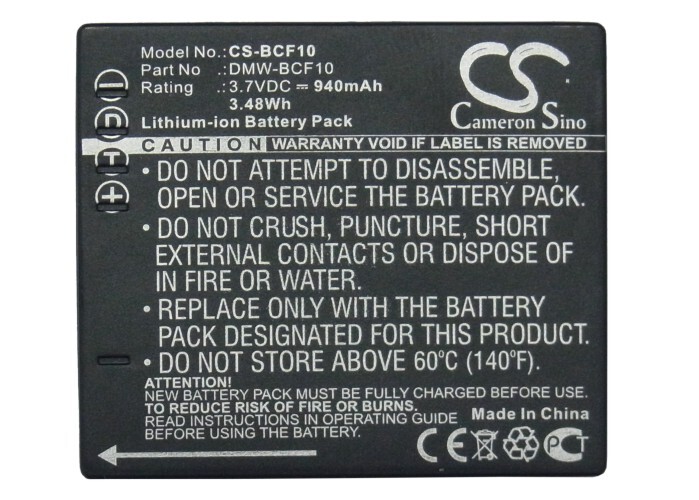 Model No.: CS-BCF10
Part No : DMW-BCF10
Rating : 3.7VDC ⎓ 940mAh
3.48Wh
Lithium-ion Battery Pack
CS
Cameron Sino
CAUTION WARRANTY VOID IF LABEL IS REMOVED
• DO NOT ATTEMPT TO DISASSEMBLE,
OPEN OR SERVICE THE BATTERY PACK.
• DO NOT CRUSH, PUNCTURE, SHORT
EXTERNAL CONTACTS OR DISPOSE OF
IN FIRE OR WATER.
• REPLACE ONLY WITH THE BATTERY
PACK DESIGNATED FOR THIS PRODUCT.
• DO NOT STORE ABOVE 60°C (140°F).
ATTENTION!
NEW BATTERY PACK MUST BE FULLY CHARGED BEFORE USE.
TO REDUCE RISK OF FIRE OR BURNS.
READ INSTRUCTIONS IN OPERATING GUIDE
BEFORE USING BATTERY PACK.
Made In China
CE PCT
I
D
T
+
−